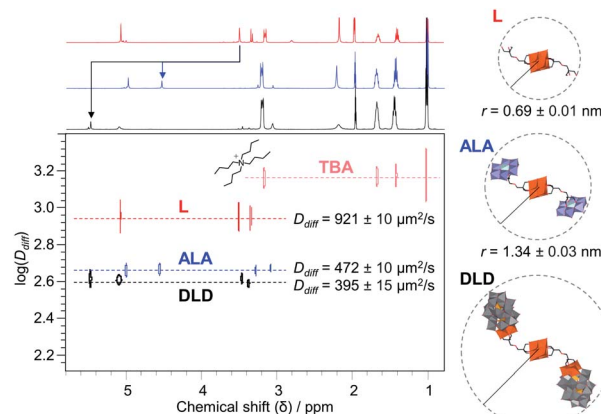 L
r = 0.69 ± 0.01 nm
ALA
r = 1.34 ± 0.03 nm
DLD
N
+
TBA
L
D_diff = 921 ± 10 µm²/s
ALA
D_diff = 472 ± 10 µm²/s
DLD
D_diff = 395 ± 15 µm²/s
log(D_diff)
3.2
3.0
2.8
2.6
2.4
2.2
5 4 3 2 1
Chemical shift (δ) / ppm